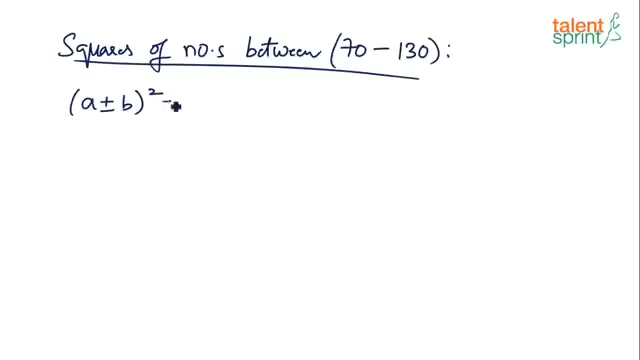 talent
sprint
Squares of no.s between (70 - 130) :
(a ± b)² -